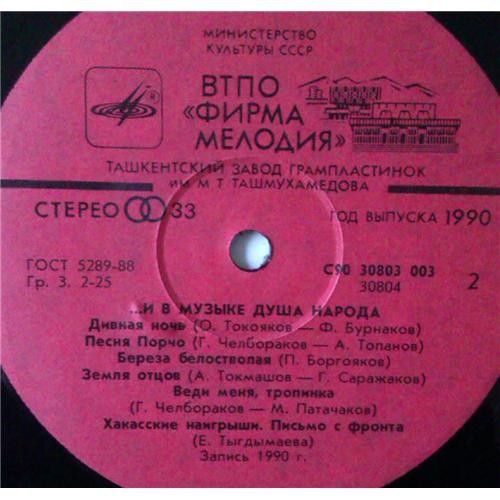 МИНИСТЕРСТВО
КУЛЬТУРЫ СССР
ВТПО
«ФИРМА
МЕЛОДИЯ»
ТАШКЕНТСКИЙ ЗАВОД ГРАМПЛАСТИНОК
ИМ М Т ТАШМУХАМЕДОВА
СТЕРЕО 33
ГОД ВЫПУСКА 1990
ГОСТ 5289-88
Гр. 3. 2-25
С90 30803 003
30804
2
...И В МУЗЫКЕ ДУША НАРОДА
Дивная ночь (О. Токояков — Ф. Бурнаков)
Песня Порчо (Г. Челбораков — А. Топанов)
Береза белостволая (П. Боргояков)
Земля отцов (А. Токмашов — Г. Саражаков)
Веди меня, тропинка
(Г. Челбораков — М. Патачаков)
Хакасские наигрыши. Письмо с фронта
(Е. Тыгдымаева)
Запись 1990 г.